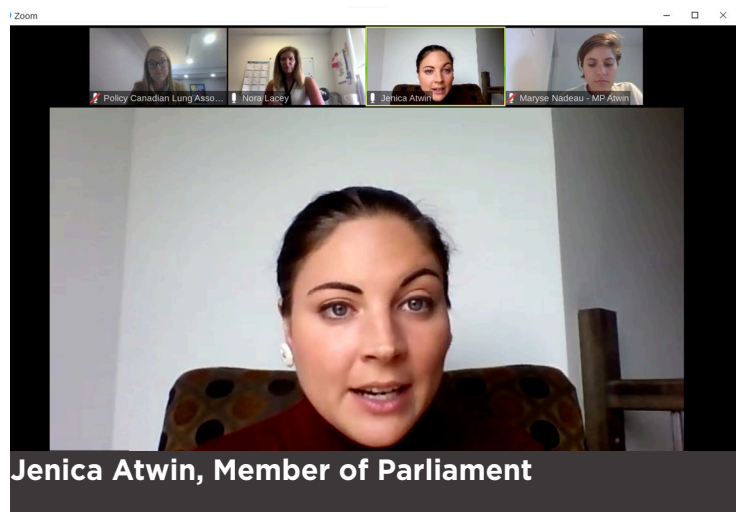 Zoom
Policy Canadian Lung Asso...
Nora Lacey
Jenica Atwin
Maryse Nadeau - MP Atwin
Jenica Atwin, Member of Parliament